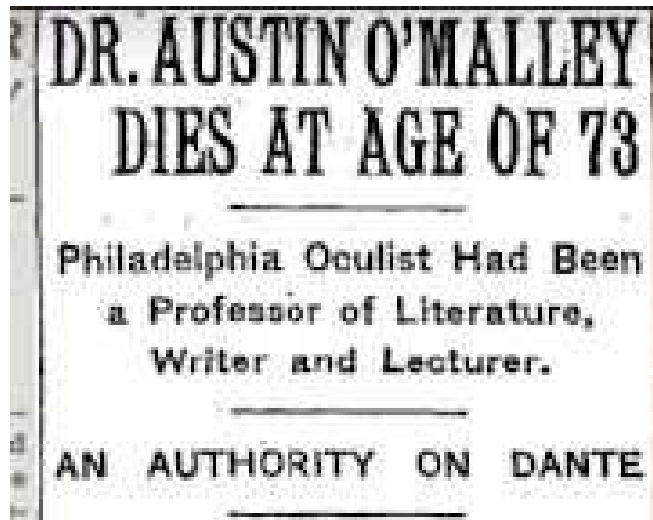 DR. AUSTIN O'MALLEY
DIES AT AGE OF 73
Philadelphia Oculist Had Been
a Professor of Literature,
Writer and Lecturer.
AN AUTHORITY ON DANTE